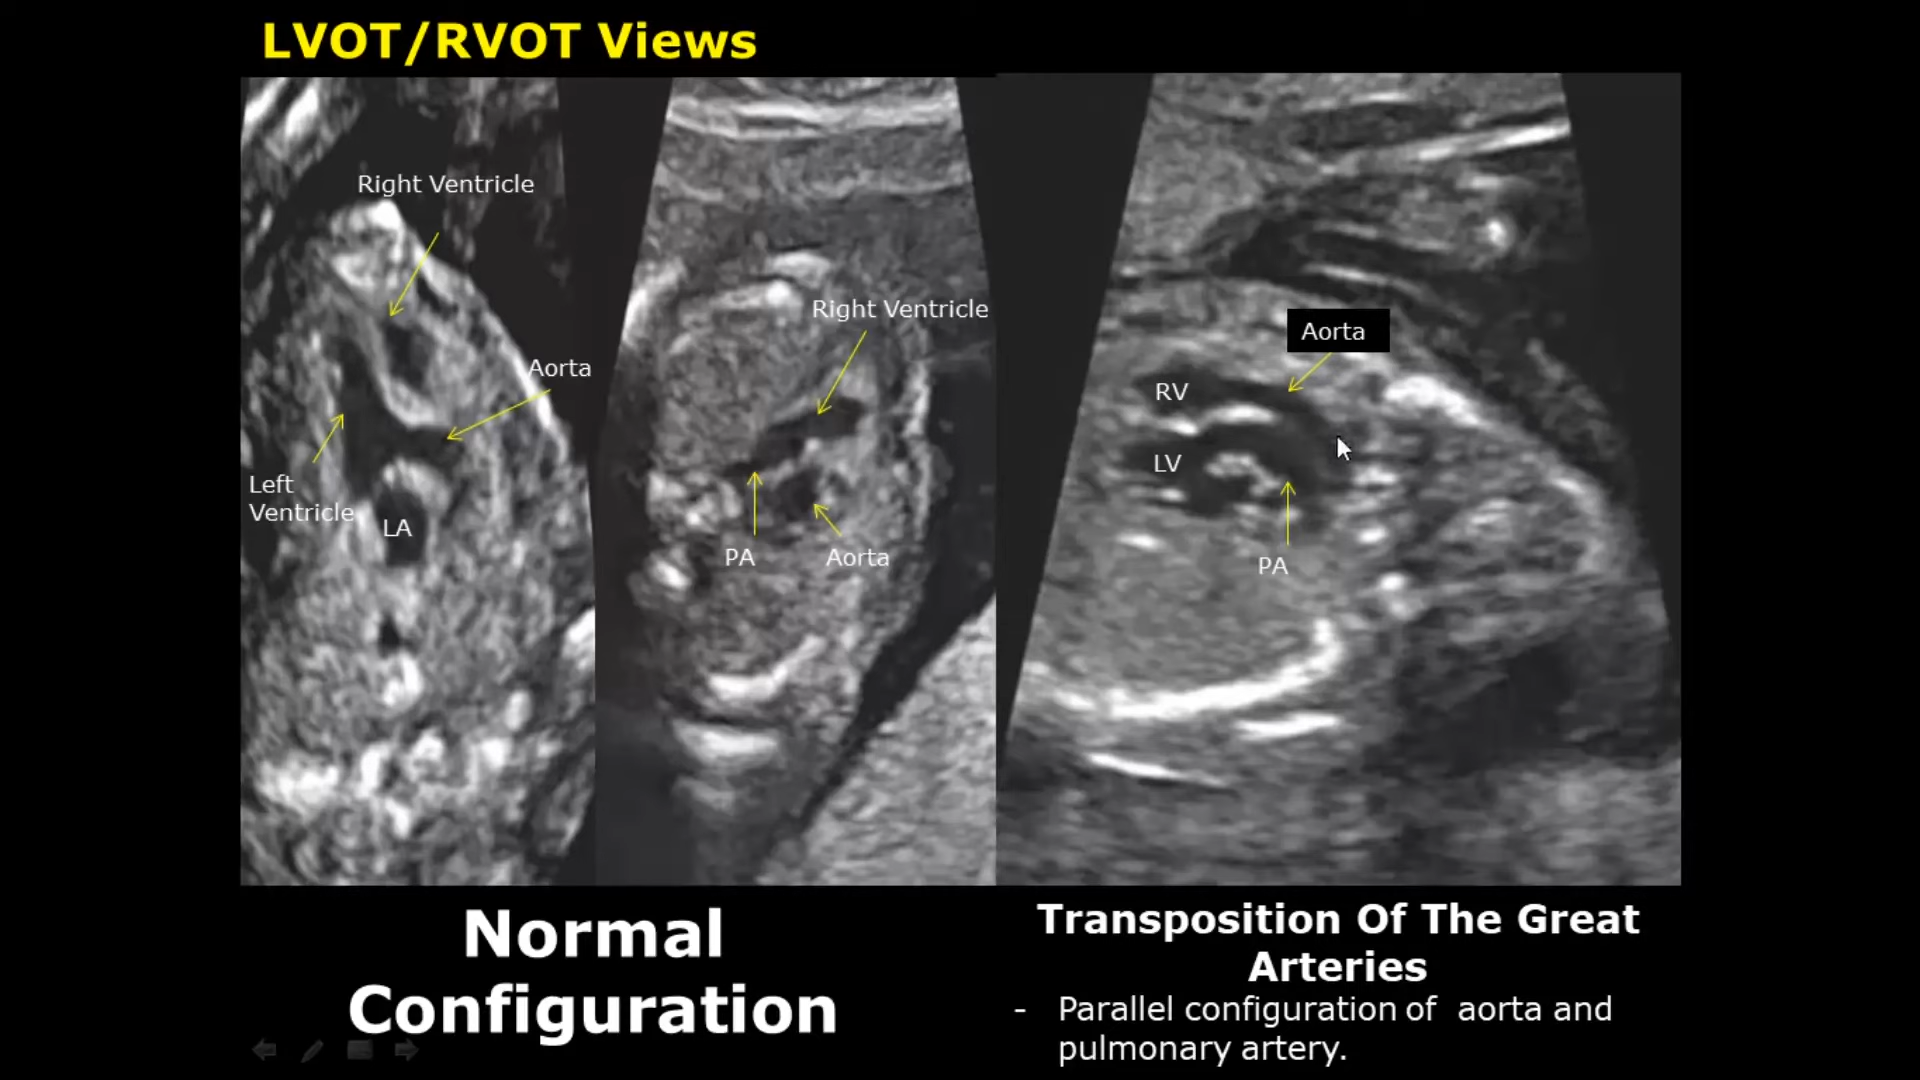 LVOT/RVOT Views
Right Ventricle
Aorta
Left
Ventricle
LA
Right Ventricle
PA
Aorta
Aorta
RV
LV
PA
Normal
Configuration
Transposition Of The Great
Arteries
- Parallel configuration of aorta and
pulmonary artery.